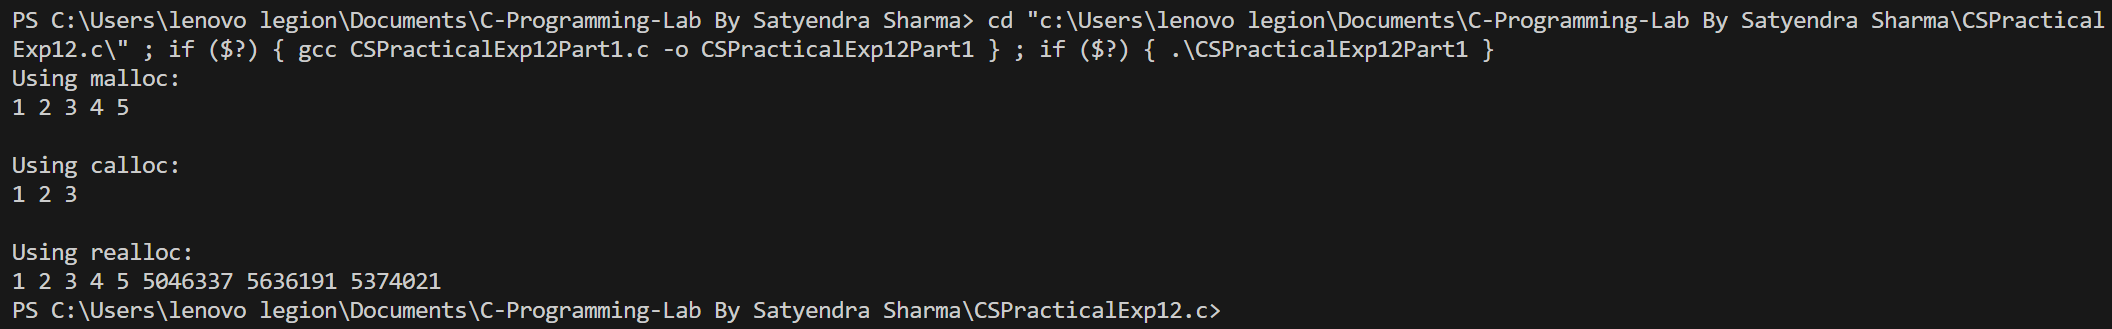 PS C:\Users\lenovo legion\Documents\C-Programming-Lab By Satyendra Sharma> cd "c:\Users\lenovo legion\Documents\C-Programming-Lab By Satyendra Sharma\CSPractical
Exp12.c\" ; if ($?) { gcc CSPracticalExp12Part1.c -o CSPracticalExp12Part1 } ; if ($?) { .\CSPracticalExp12Part1 }
Using malloc:
1 2 3 4 5
Using calloc:
1 2 3
Using realloc:
1 2 3 4 5 5046337 5636191 5374021
PS C:\Users\lenovo legion\Documents\C-Programming-Lab By Satyendra Sharma\CSPracticalExp12.c>